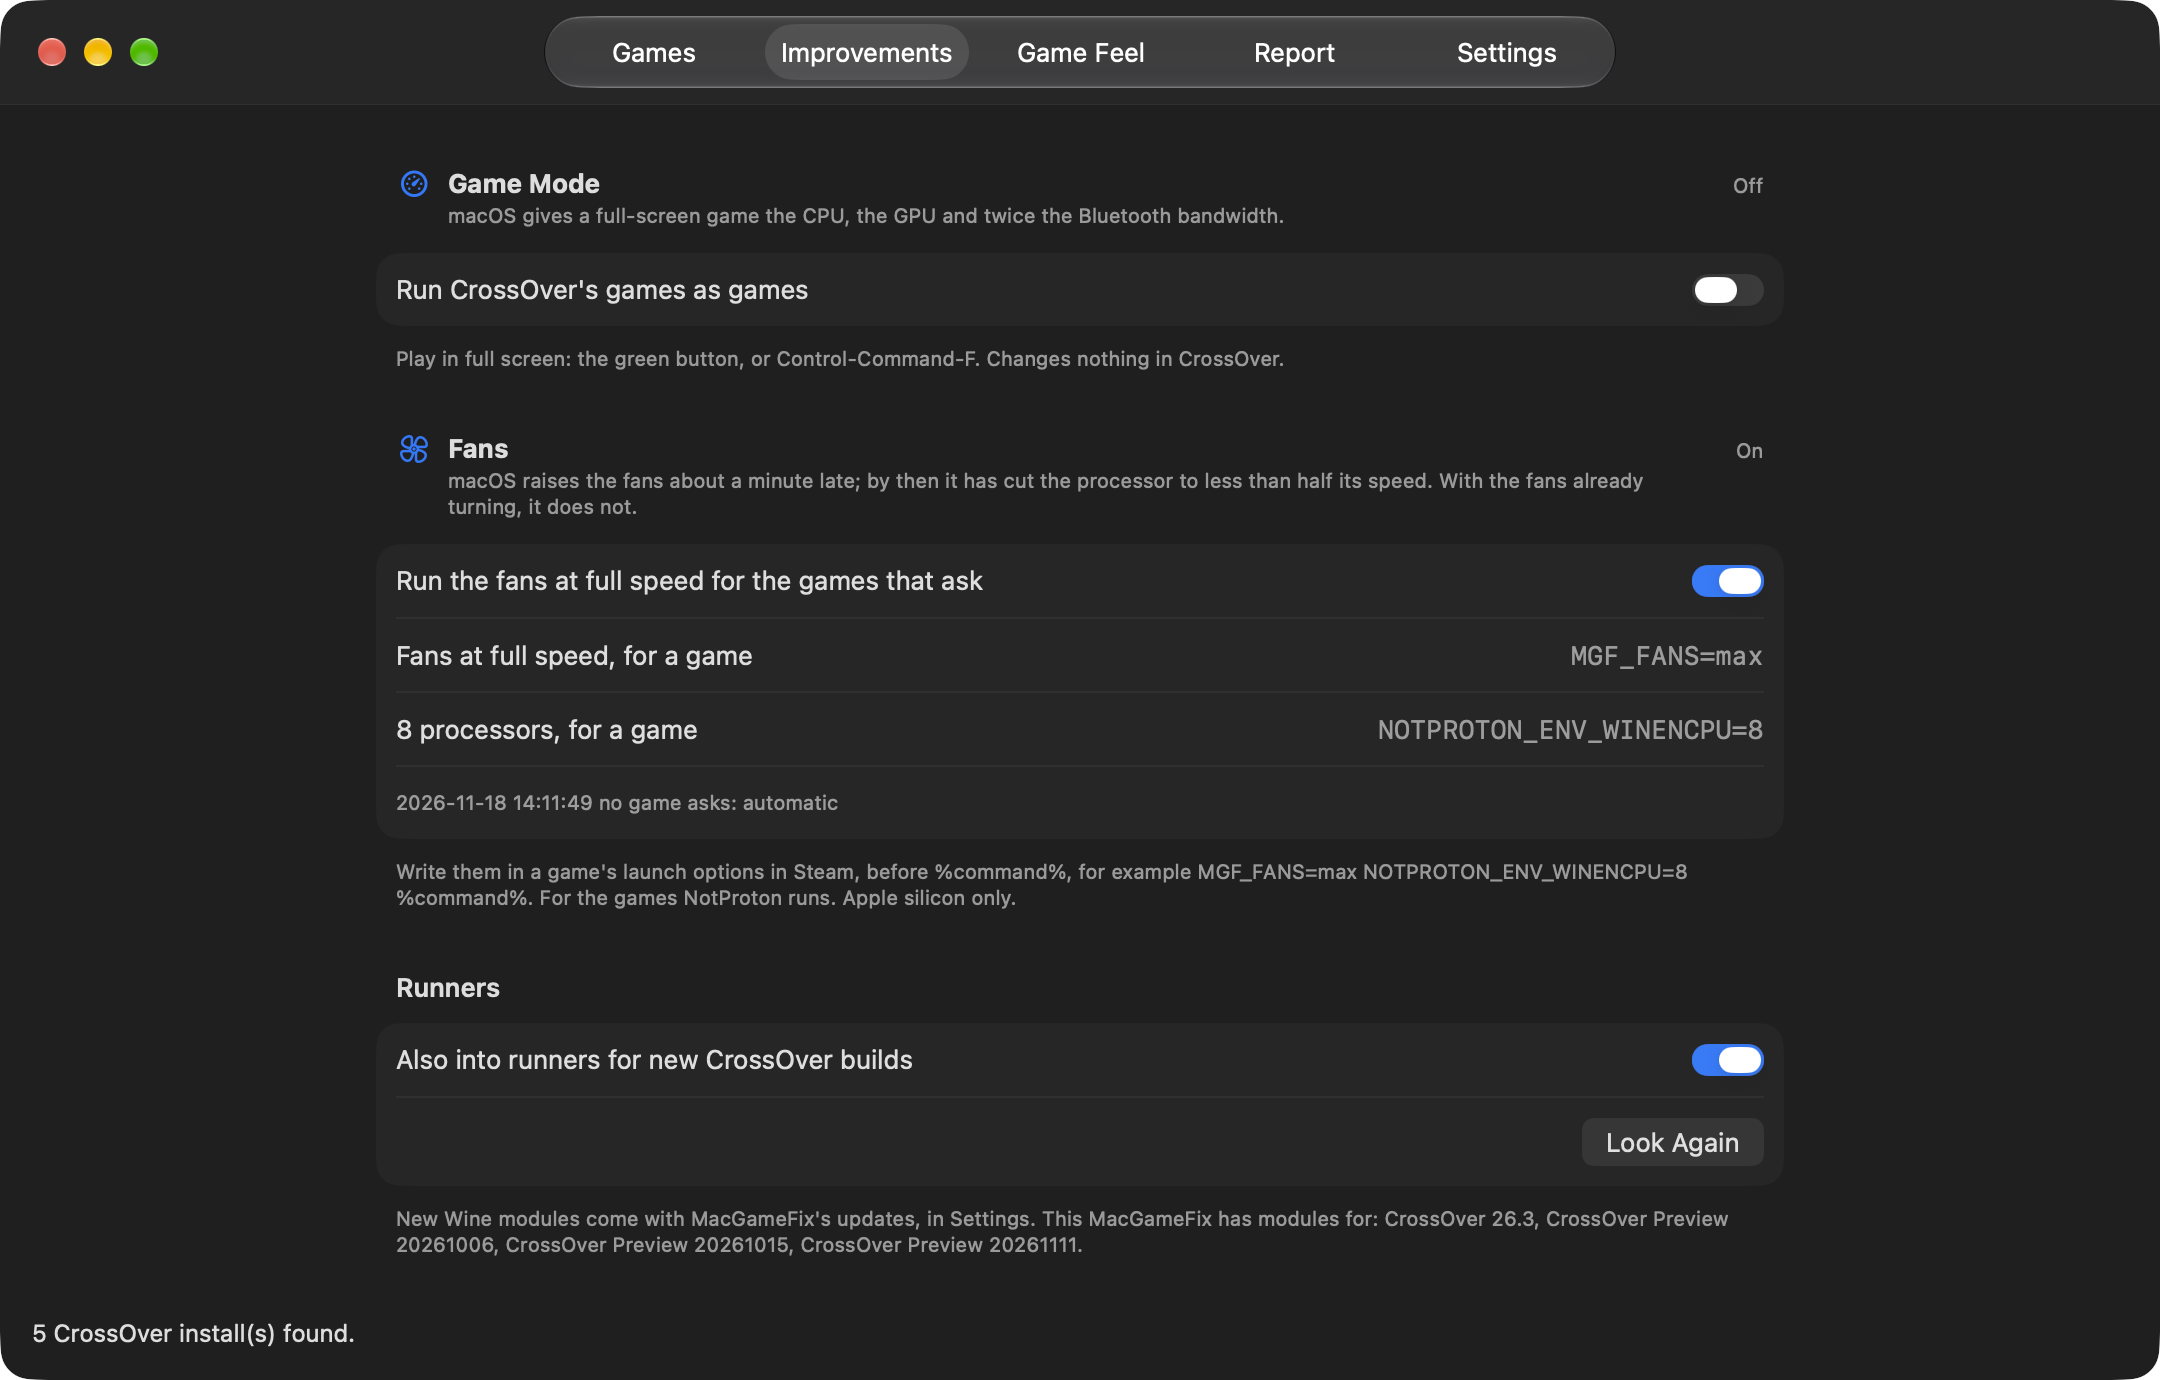 Games
Improvements
Game Feel
Report
Settings
Game Mode
Off
macOS gives a full-screen game the CPU, the GPU and twice the Bluetooth bandwidth.
Run CrossOver's games as games
Play in full screen: the green button, or Control-Command-F. Changes nothing in CrossOver.
Fans
On
macOS raises the fans about a minute late; by then it has cut the processor to less than half its speed. With the fans already
turning, it does not.
Run the fans at full speed for the games that ask
Fans at full speed, for a game
MGF_FANS=max
8 processors, for a game
NOTPROTON_ENV_WINENCPU=8
2026-11-18 14:11:49 no game asks: automatic
Write them in a game's launch options in Steam, before %command%, for example MGF_FANS=max NOTPROTON_ENV_WINENCPU=8
%command%. For the games NotProton runs. Apple silicon only.
Runners
Also into runners for new CrossOver builds
Look Again
New Wine modules come with MacGameFix's updates, in Settings. This MacGameFix has modules for: CrossOver 26.3, CrossOver Preview
20261006, CrossOver Preview 20261015, CrossOver Preview 20261111.
5 CrossOver install(s) found.